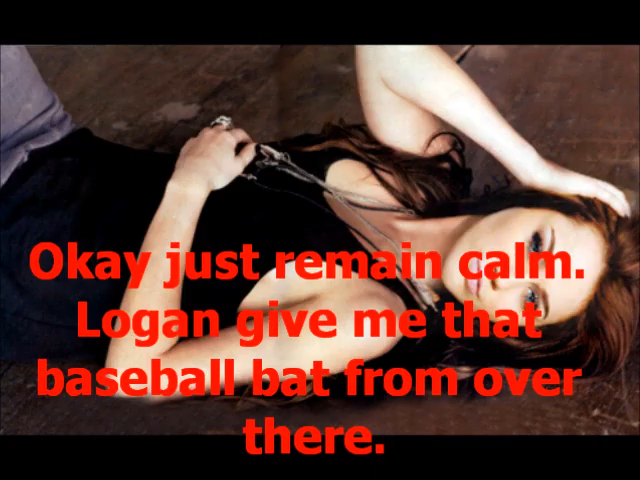 Okay just remain calm.
Logan give me that
baseball bat from over
there.